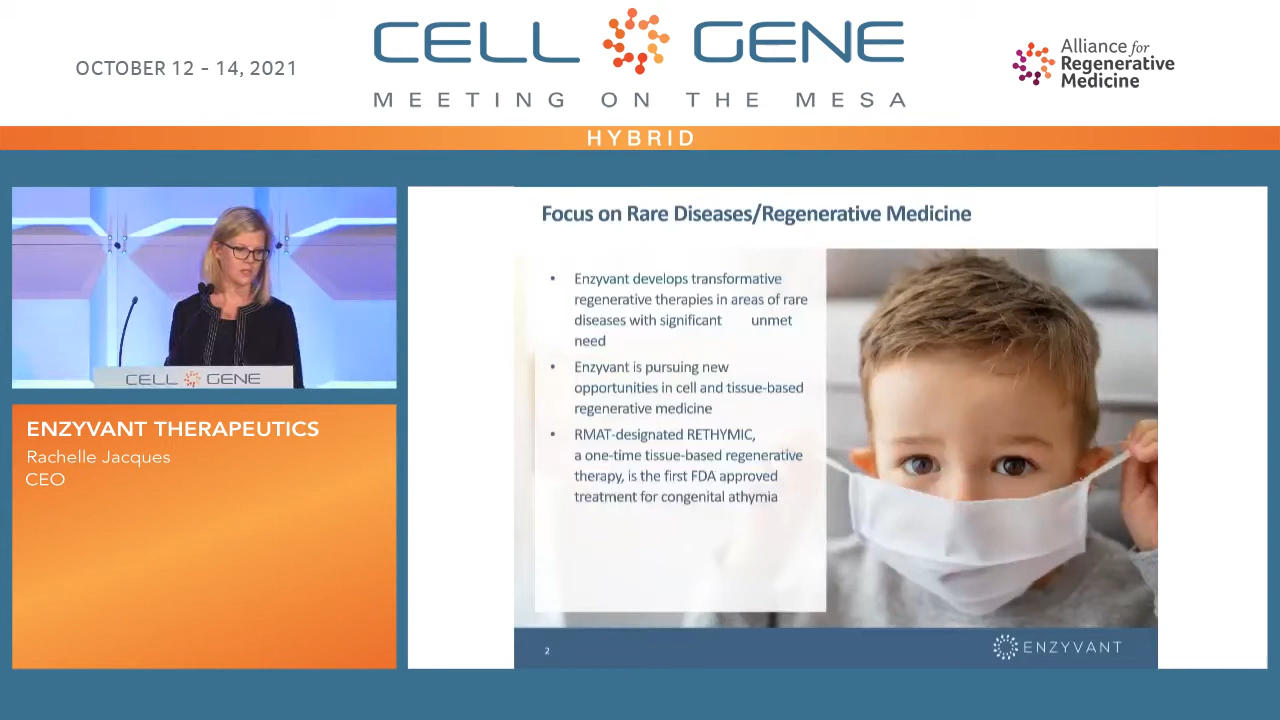 OCTOBER 12 - 14, 2021
CELL GENE
MEETING ON THE MESA
Alliance for
Regenerative
Medicine
HYBRID
CELL GENE
ENZYVANT THERAPEUTICS
Rachelle Jacques
CEO
Focus on Rare Diseases/Regenerative Medicine
• Enzyvant develops transformative
regenerative therapies in areas of rare
diseases with significant unmet
need
• Enzyvant is pursuing new
opportunities in cell and tissue-based
regenerative medicine
• RMAT-designated RETHYMIC,
a one-time tissue-based regenerative
therapy, is the first FDA approved
treatment for congenital athymia
2
ENZYVANT